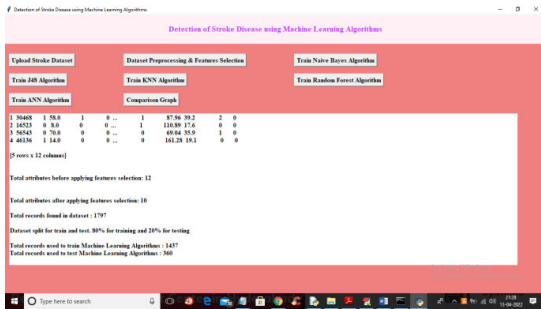 Detection of Stroke Disease using Machine Learning Algorithms
Detection of Stroke Disease using Machine Learning Algorithms
Upload Stroke Dataset
Dataset Preprocessing & Features Selection
Train Naive Bayes Algorithm
Train J48 Algorithm
Train KNN Algorithm
Train Random Forest Algorithm
Train ANN Algorithm
Comparison Graph
1 30468 1 58.0 1 0 ... 1 87.96 39.2 2 0
2 16523 0 8.0 0 0 ... 1 110.89 17.6 0 0
3 56543 0 70.0 0 0 ... 0 69.04 35.9 1 0
4 46136 1 14.0 0 0 ... 0 161.28 19.1 0 0
[5 rows x 12 columns]
Total attributes before applying features selection: 12
Total attributes after applying features selection: 10
Total records found in dataset : 1797
Dataset split for train and test. 80% for training and 20% for testing
Total records used to train Machine Learning Algorithms : 1437
Total records used to test Machine Learning Algorithms : 360
Type here to search
21:28
11-04-2022